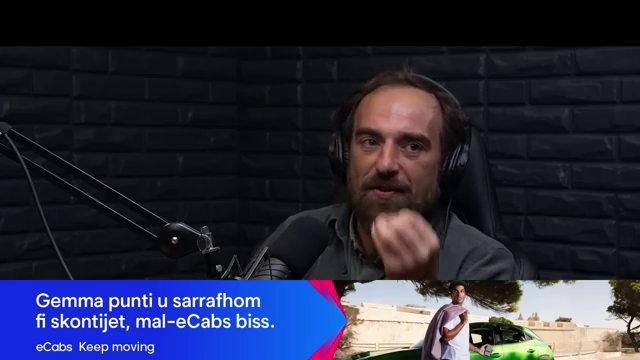 Gemma punti u sarrafhom
fi skontijet, mal-eCabs biss.
eCabs Keep moving